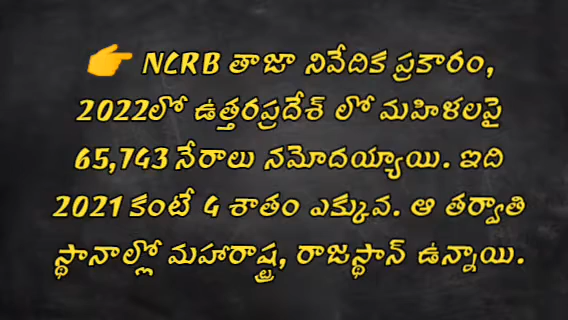 👉 NCRB తాజా నివేదిక ప్రకారం,
2022లో ఉత్తరప్రదేశ్ లో మహిళలపై
65,743 నేరాలు నమోదయ్యాయి. ఇది
2021 కంటే 4 శాతం ఎక్కువ. ఆ తర్వాతి
స్థానాల్లో మహారాష్ట్ర, రాజస్థాన్ ఉన్నాయి.